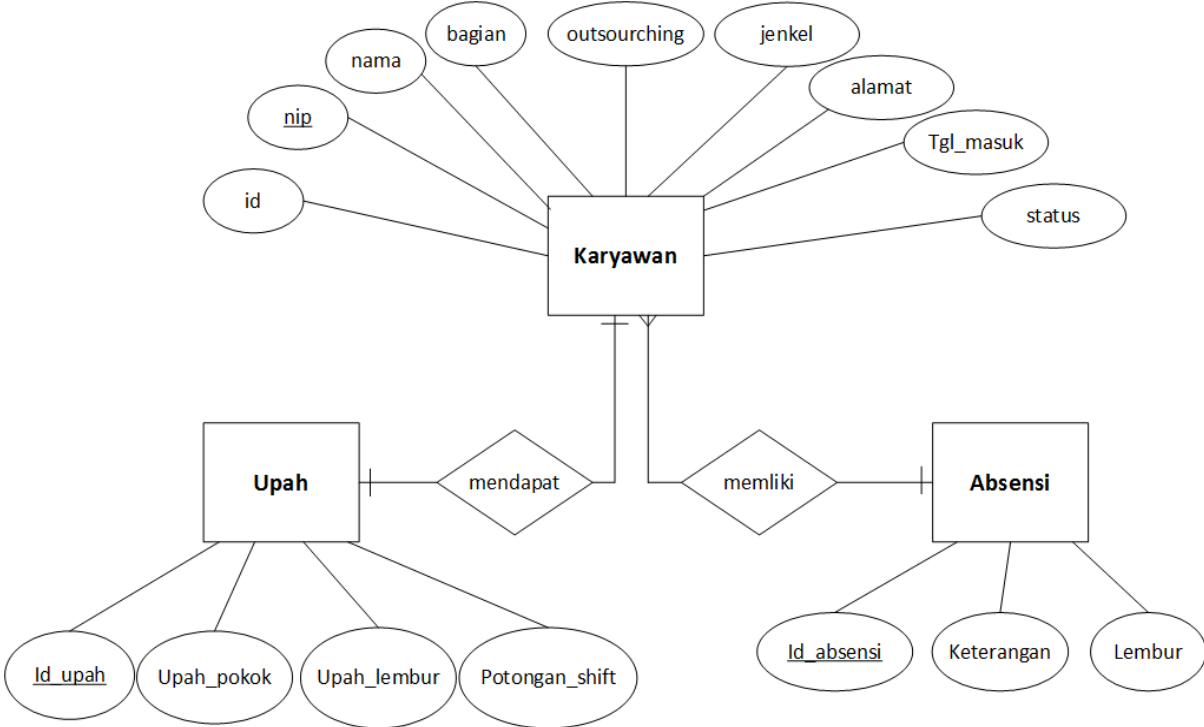 bagian
outsourching
jenkel
nama
alamat
nip
Tgl_masuk
id
status
Karyawan
Upah
mendapat
memliki
Absensi
Id_upah
Upah_pokok
Upah_lembur
Potongan_shift
Id_absensi
Keterangan
Lembur